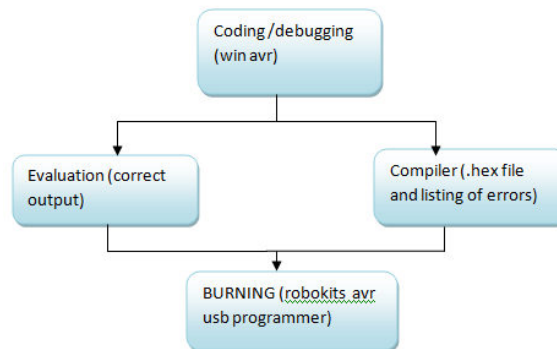 Coding/debugging
(win avr)
Evaluation (correct
output)
Compiler (.hex file
and listing of errors)
BURNING (robokits avr
usb programmer)